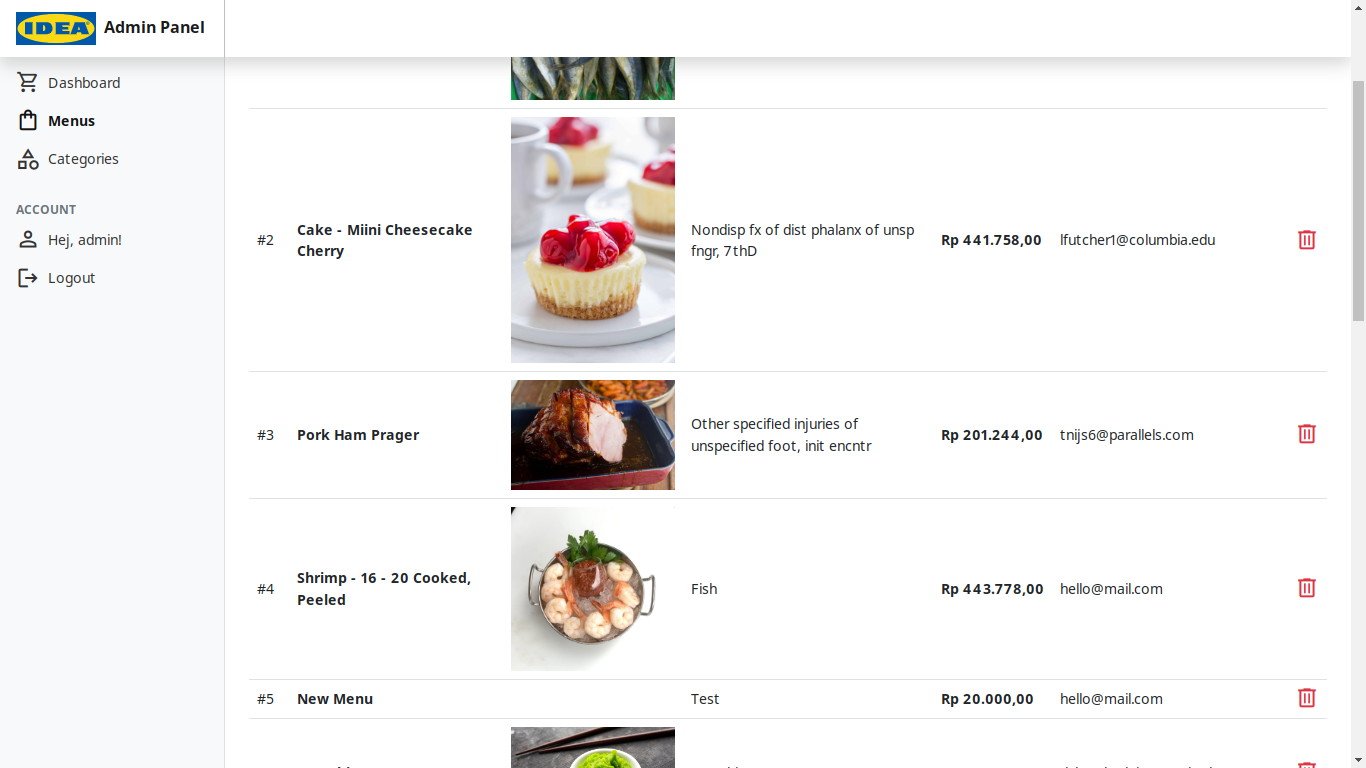 IDEA Admin Panel
Dashboard
Menus
Categories
ACCOUNT
Hej, admin!
Logout
#2
Cake - Miini Cheesecake
Cherry
Nondisp fx of dist phalanx of unsp
fngr, 7thD
Rp 441.758,00
lfutcher1@columbia.edu
#3
Pork Ham Prager
Other specified injuries of
unspecified foot, init encntr
Rp 201.244,00
tnijs6@parallels.com
#4
Shrimp - 16 - 20 Cooked,
Peeled
Fish
Rp 443.778,00
hello@mail.com
#5
New Menu
Test
Rp 20.000,00
hello@mail.com